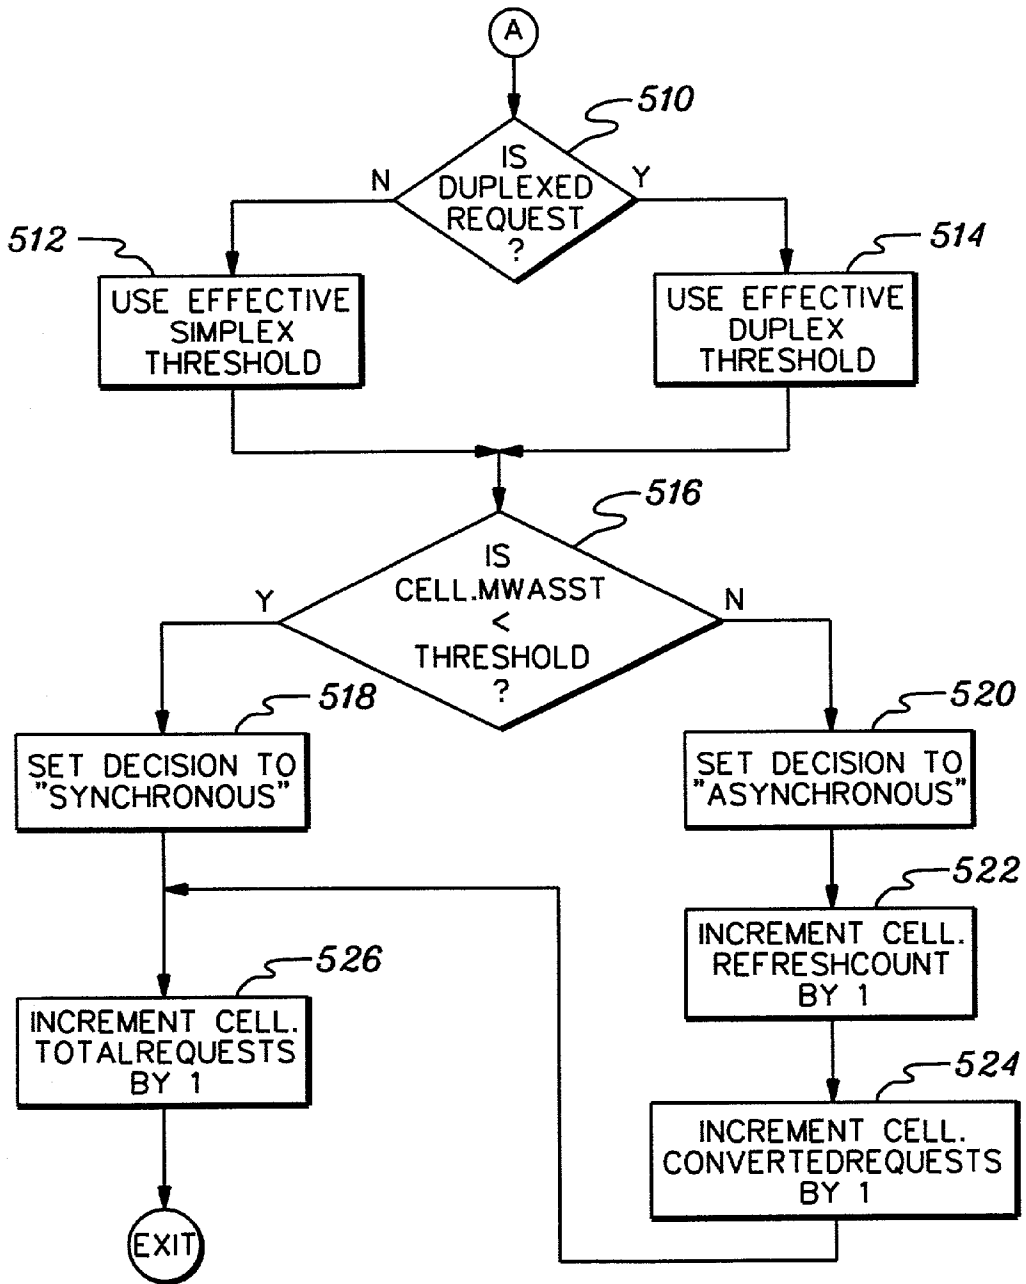 A
510
IS
DUPLEXED
REQUEST
?
N
Y
512
USE EFFECTIVE
SIMPLEX
THRESHOLD
514
USE EFFECTIVE
DUPLEX
THRESHOLD
516
IS
CELL.MWASST
<
THRESHOLD
?
Y
N
518
SET DECISION TO
"SYNCHRONOUS"
520
SET DECISION TO
"ASYNCHRONOUS"
522
INCREMENT CELL.
REFRESHCOUNT
BY 1
524
INCREMENT CELL.
CONVERTEDREQUESTS
BY 1
526
INCREMENT CELL.
TOTALREQUESTS
BY 1
EXIT